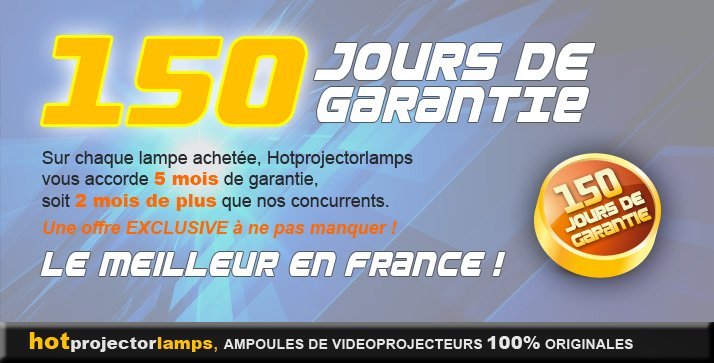 150 JOURS DE
GARANTIE
Sur chaque lampe achetée, Hotprojectorlamps
vous accorde 5 mois de garantie,
soit 2 mois de plus que nos concurrents.
Une offre EXCLUSIVE à ne pas manquer !
LE MEILLEUR EN FRANCE !
150
JOURS DE
GARANTIE
hotprojectorlamps, AMPOULES DE VIDEOPROJECTEURS 100% ORIGINALES